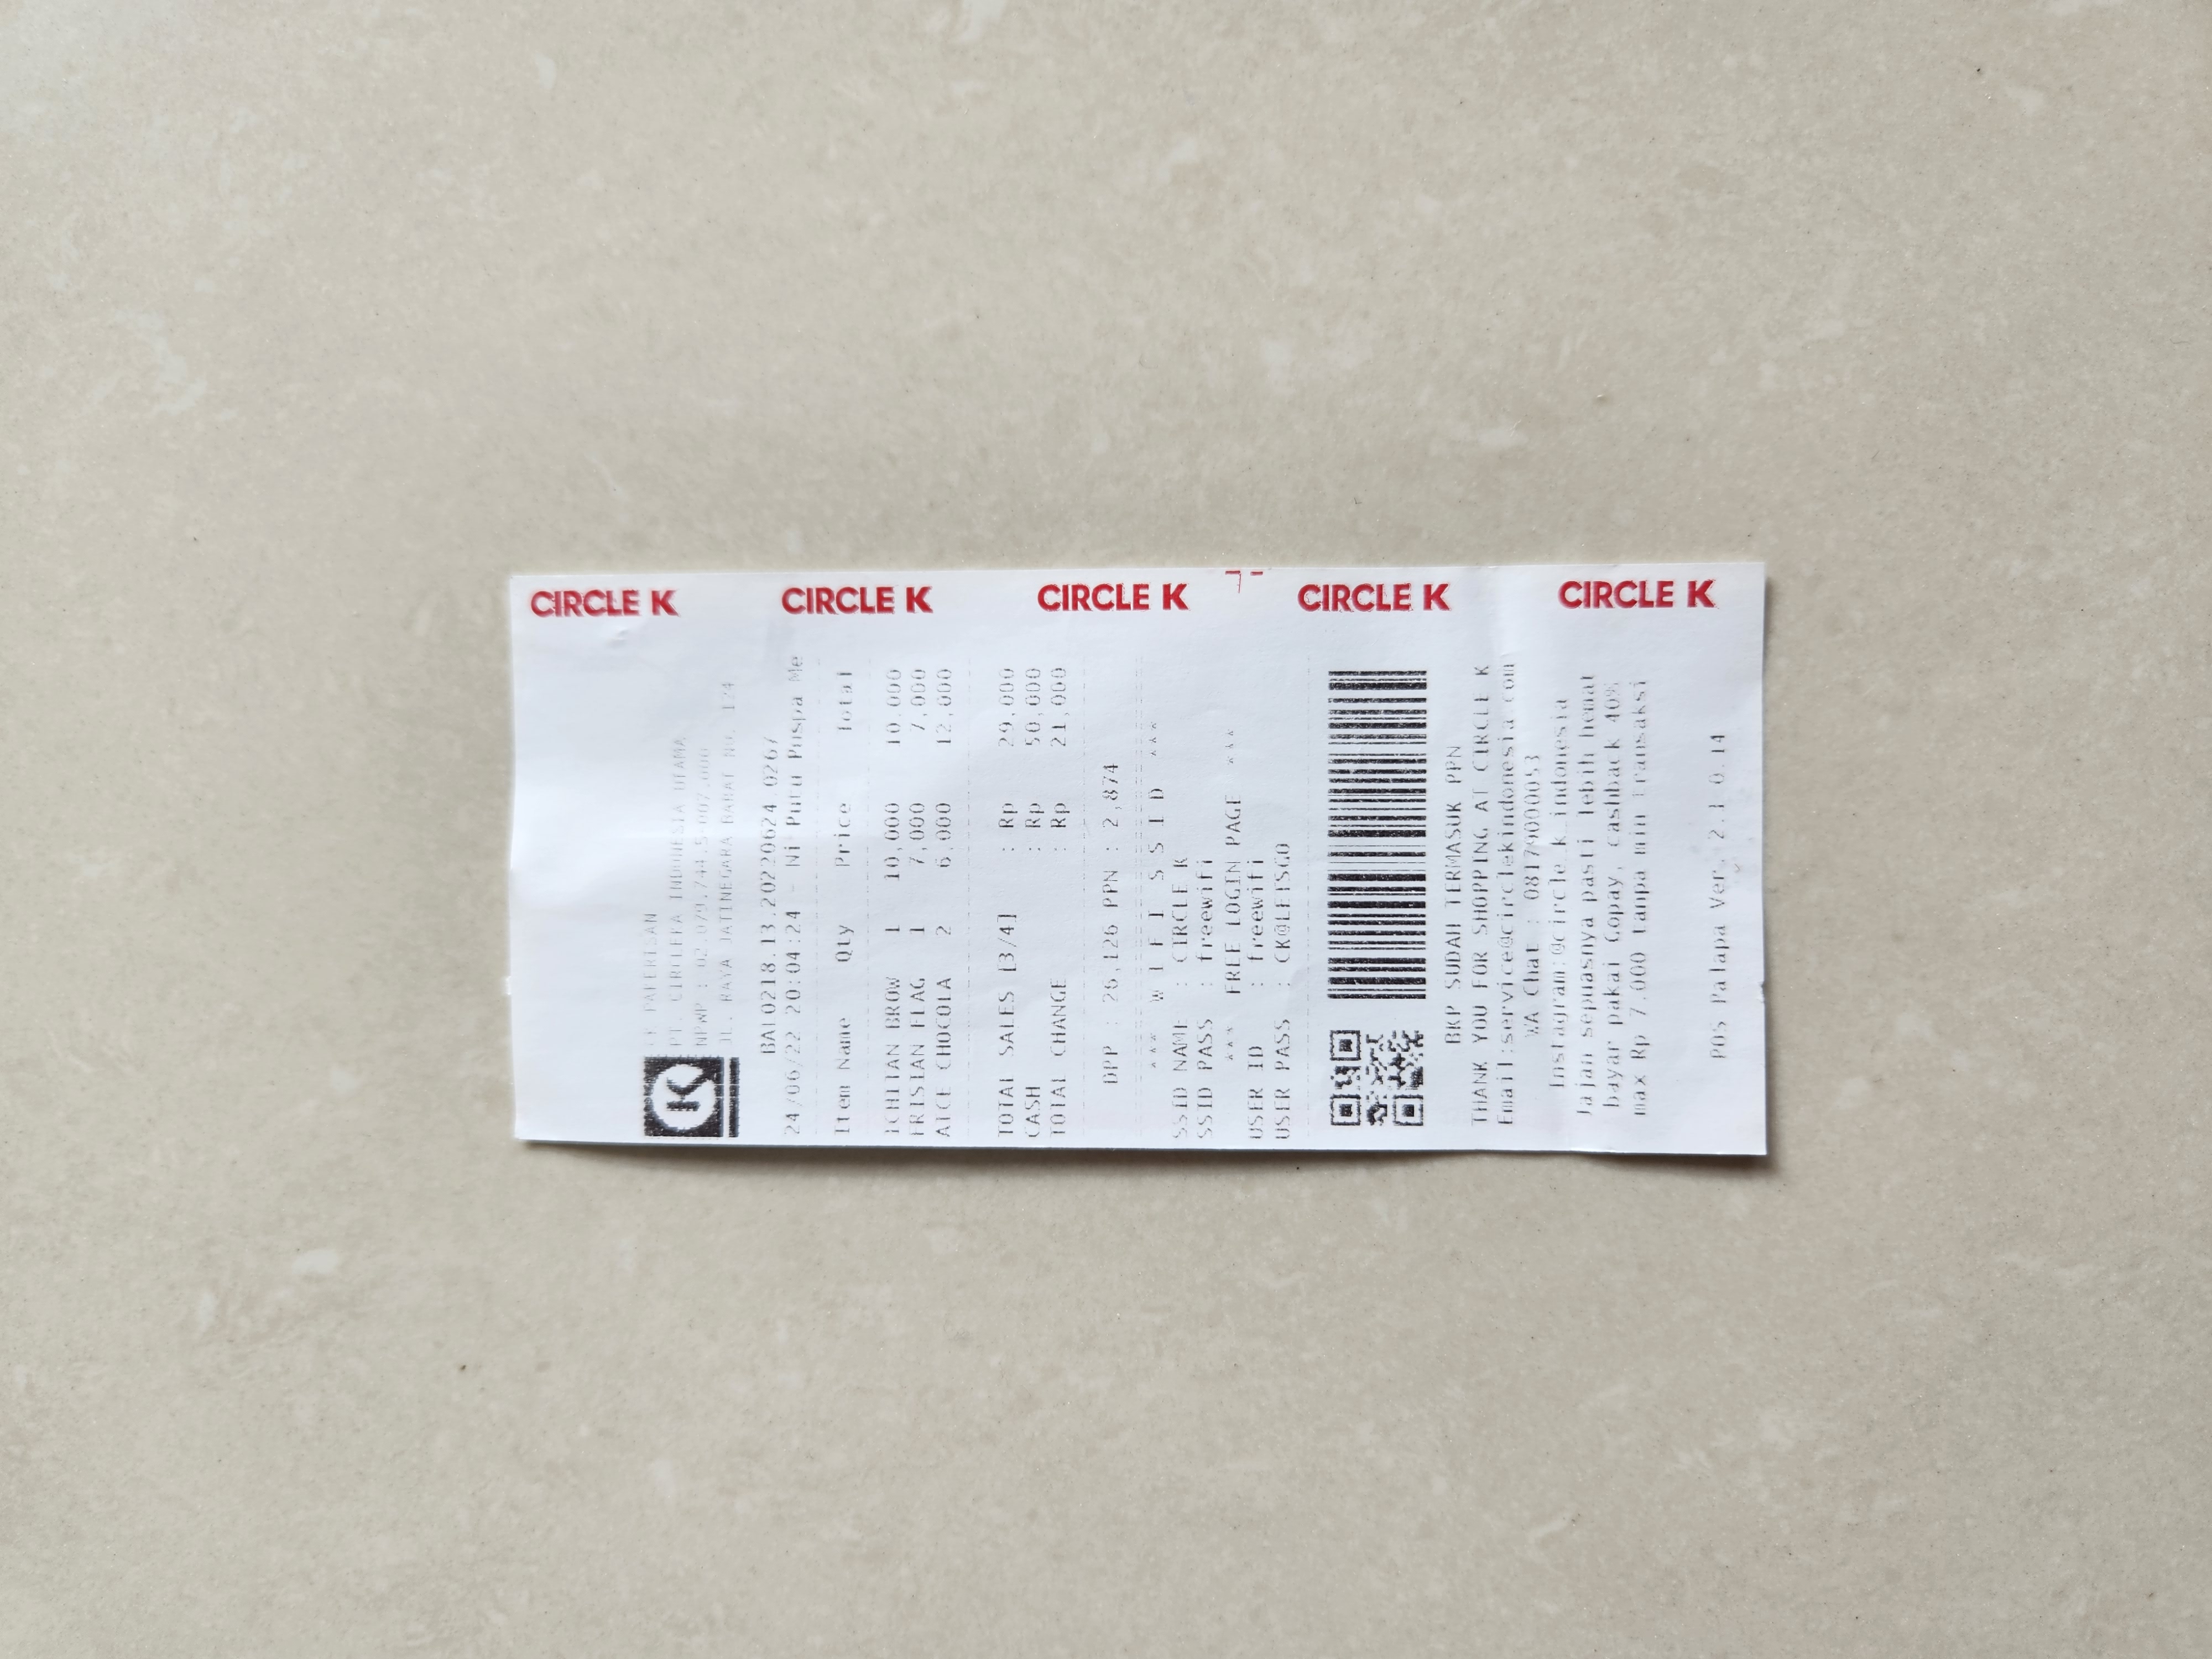 CK PAKERISAN
PT. CIRCLEKA INDONESIA UTAMA
NPWP : 02.079.744.5-007.000
JL. RAYA JATINEGARA BARAT NO. 124
BAL0218.13.20220624.0267
24/06/22 20:04:24 - Ni Putu Puspa Me
Item Name Qty Price Total
ICHITAN BROW 1 10,000 10,000
FRISIAN FLAG 1 7,000 7,000
AICE CHOCOLA 2 6,000 12,000
TOTAL SALES [3/4] : Rp 29,000
CASH : Rp 50,000
TOTAL CHANGE : Rp 21,000
DPP : 26,126 PPN : 2,874
*** W I F I S S I D ***
SSID NAME : CIRCLE K
SSID PASS : freewifi
*** FREE LOGIN PAGE ***
USER ID : freewifi
USER PASS : CK@LETSGO
BKP SUDAH TERMASUK PPN
THANK YOU FOR SHOPPING AT CIRCLE K
Email:service@circlekindonesia.com
WA Chat : 08179000053
Instagram:@circle_k_indonesia
Jajan sepuasnya pasti lebih hemat
bayar pakai Gopay, cashback 40%
max Rp 7.000 tanpa min transaksi
POS Palapa Ver. 2.1.0.14
CIRCLE K
CIRCLE K
CIRCLE K
CIRCLE K
CIRCLE K